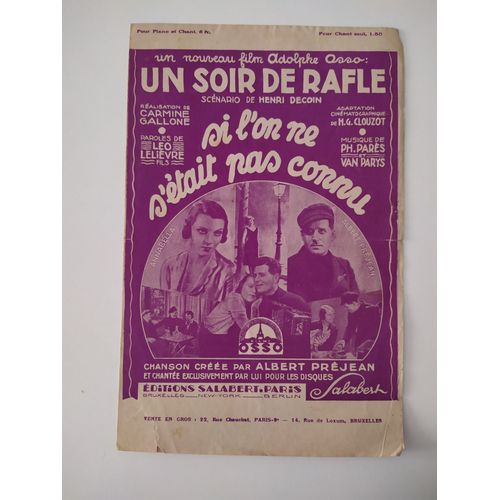 Pour Piano et Chant, 6 fr.
Pour Chant seul, 1.50
un nouveau film Adolphe Osso:
UN SOIR DE RAFLE
SCÉNARIO DE HENRI DECOIN
RÉALISATION DE
CARMINE
GALLONE
PAROLES DE
LEO
LELIÈVRE
FILS
ADAPTATION
CINÉMATOGRAPHIQUE
DE H.G. CLOUZOT
MUSIQUE DE
PH. PARÈS
ET
VAN PARYS
si l'on ne
s'était pas connu
ANNABELLA
ALBERT PRÉJEAN
OSSO
CHANSON CRÉÉE PAR ALBERT PRÉJEAN
ET CHANTÉE EXCLUSIVEMENT PAR LUI POUR LES DISQUES
Salabert
ÉDITIONS SALABERT. PARIS
BRUXELLES — NEW-YORK — BERLIN
VENTE EN GROS : 22, Rue Chauchat, PARIS-9e — 14, Rue de Loxum, BRUXELLES